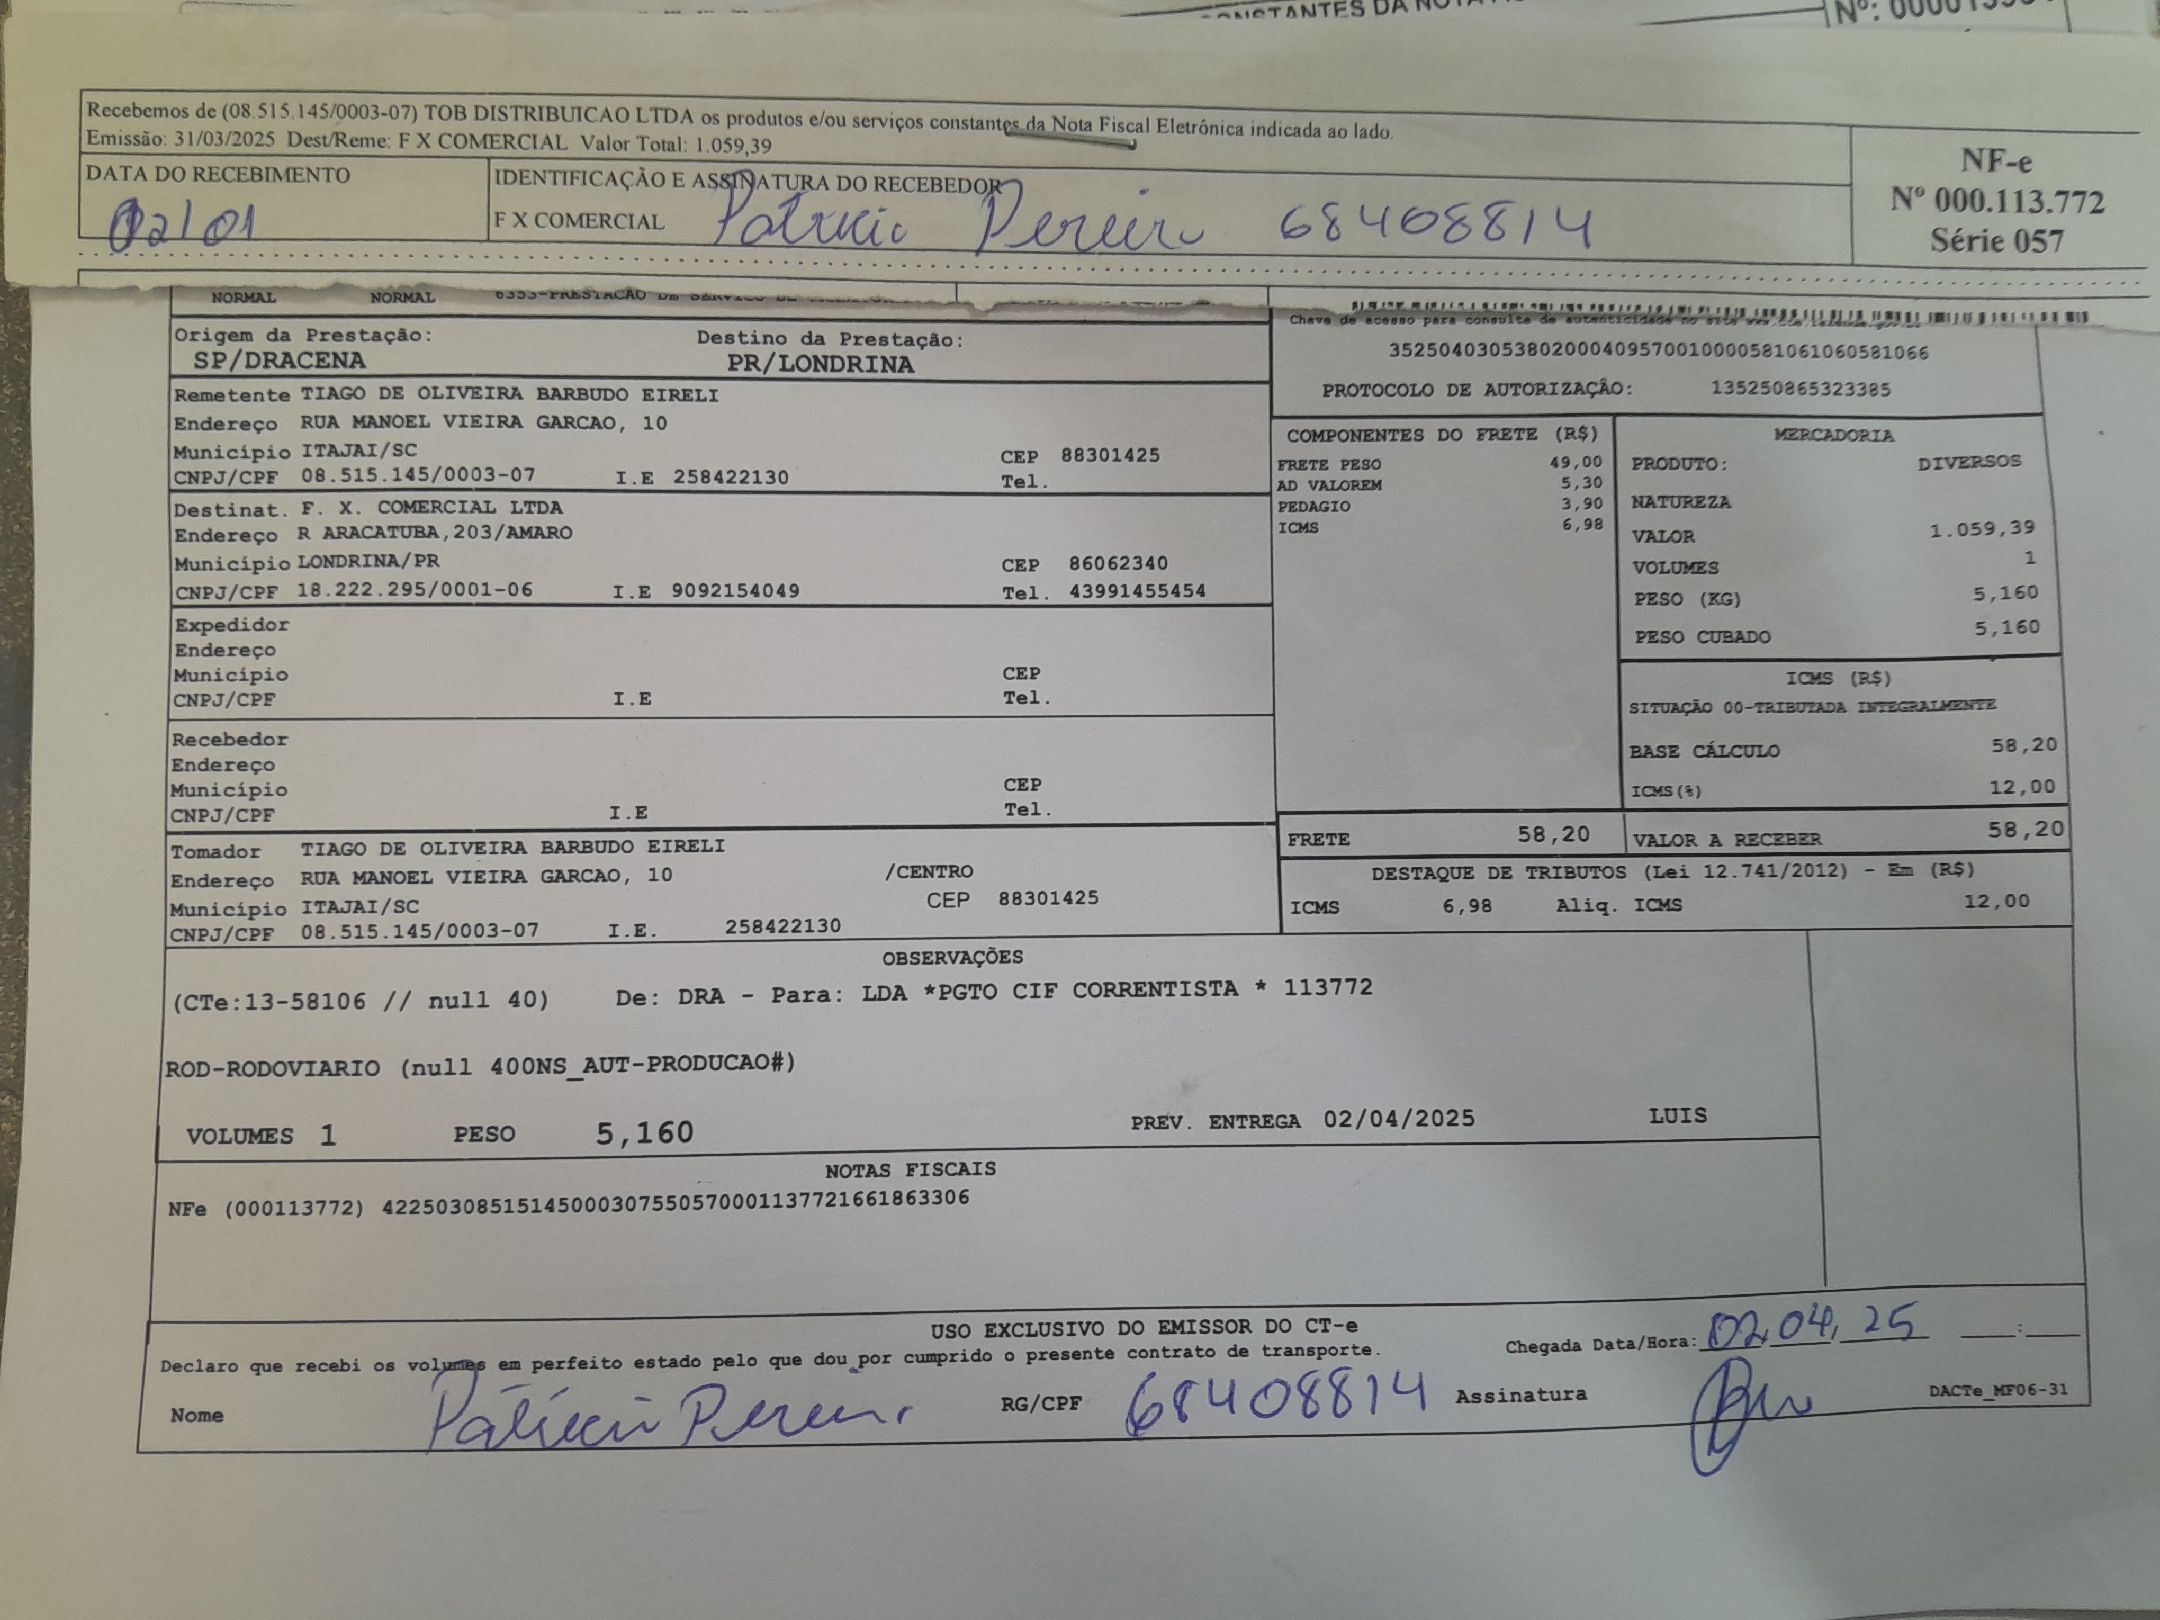 Nº:
CONSTANTES DA
Recebemos de (08.515.145/0003-07) TOB DISTRIBUICAO LTDA os produtos e/ou serviços constantes da Nota Fiscal Eletrônica indicada ao lado.
Emissão: 31/03/2025 Dest/Reme: F X COMERCIAL Valor Total: 1.059,39
DATA DO RECEBIMENTO
02/01
IDENTIFICAÇÃO E ASSINATURA DO RECEBEDOR
F X COMERCIAL Patricia Pereira 68408814
NF-e
Nº 000.113.772
Série 057
NORMAL NORMAL 6353-PRESTACAO DE SERVICO DE
Origem da Prestação: Destino da Prestação:
SP/DRACENA PR/LONDRINA
Chave de acesso para consulta de autenticidade no site
35250403053802000409570010000581061060581066
PROTOCOLO DE AUTORIZAÇÃO: 135250865323385
Remetente TIAGO DE OLIVEIRA BARBUDO EIRELI
Endereço RUA MANOEL VIEIRA GARCAO, 10
Município ITAJAI/SC CEP 88301425
CNPJ/CPF 08.515.145/0003-07 I.E 258422130 Tel.
Destinat. F. X. COMERCIAL LTDA
Endereço R ARACATUBA,203/AMARO
Município LONDRINA/PR CEP 86062340
CNPJ/CPF 18.222.295/0001-06 I.E 9092154049 Tel. 43991455454
Expedidor
Endereço
Município CEP
CNPJ/CPF I.E Tel.
Recebedor
Endereço
Município CEP
CNPJ/CPF I.E Tel.
Tomador TIAGO DE OLIVEIRA BARBUDO EIRELI
Endereço RUA MANOEL VIEIRA GARCAO, 10 /CENTRO
Município ITAJAI/SC CEP 88301425
CNPJ/CPF 08.515.145/0003-07 I.E. 258422130
COMPONENTES DO FRETE (R$)
FRETE PESO 49,00
AD VALOREM 5,30
PEDAGIO 3,90
ICMS 6,98
MERCADORIA
PRODUTO: DIVERSOS
NATUREZA
VALOR 1.059,39
VOLUMES 1
PESO (KG) 5,160
PESO CUBADO 5,160
ICMS (R$)
SITUAÇÃO 00-TRIBUTADA INTEGRALMENTE
BASE CÁLCULO 58,20
ICMS(%) 12,00
FRETE 58,20 VALOR A RECEBER 58,20
DESTAQUE DE TRIBUTOS (Lei 12.741/2012) - Em (R$)
ICMS 6,98 Aliq. ICMS 12,00
OBSERVAÇÕES
(CTe:13-58106 // null 40) De: DRA - Para: LDA *PGTO CIF CORRENTISTA * 113772
ROD-RODOVIARIO (null 400NS_AUT-PRODUCAO#)
VOLUMES 1 PESO 5,160 PREV. ENTREGA 02/04/2025 LUIS
NOTAS FISCAIS
NFe (000113772) 42250308515145000307550570001137721661863306
USO EXCLUSIVO DO EMISSOR DO CT-e
Declaro que recebi os volumes em perfeito estado pelo que dou por cumprido o presente contrato de transporte. Chegada Data/Hora: 02,04,25 :
Nome Patricia Pereira RG/CPF 68408814 Assinatura DACTe_MF06-31